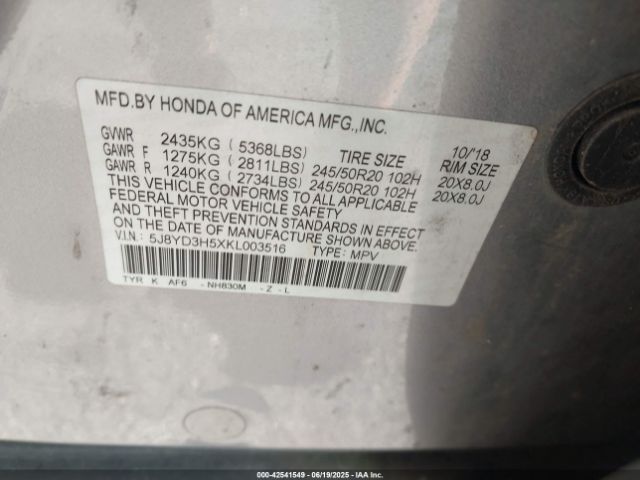 MFD.BY HONDA OF AMERICA MFG.,INC. 10/'18
GVWR 2435KG ( 5368LBS) TIRE SIZE RIM SIZE
GAWR F 1275KG ( 2811LBS) 245/50R20 102H 20X8.0J
GAWR R 1240KG ( 2734LBS) 245/50R20 102H 20X8.0J
THIS VEHICLE CONFORMS TO ALL APPLICABLE
FEDERAL MOTOR VEHICLE SAFETY
AND THEFT PREVENTION STANDARDS IN EFFECT
ON THE DATE OF MANUFACTURE SHOWN ABOVE.
V.I.N.: 5J8YD3H5XKL003516 TYPE: MPV
TYR K AF6 -NH830M -Z -L
000-42541549 - 06/19/2025 - IAA Inc.